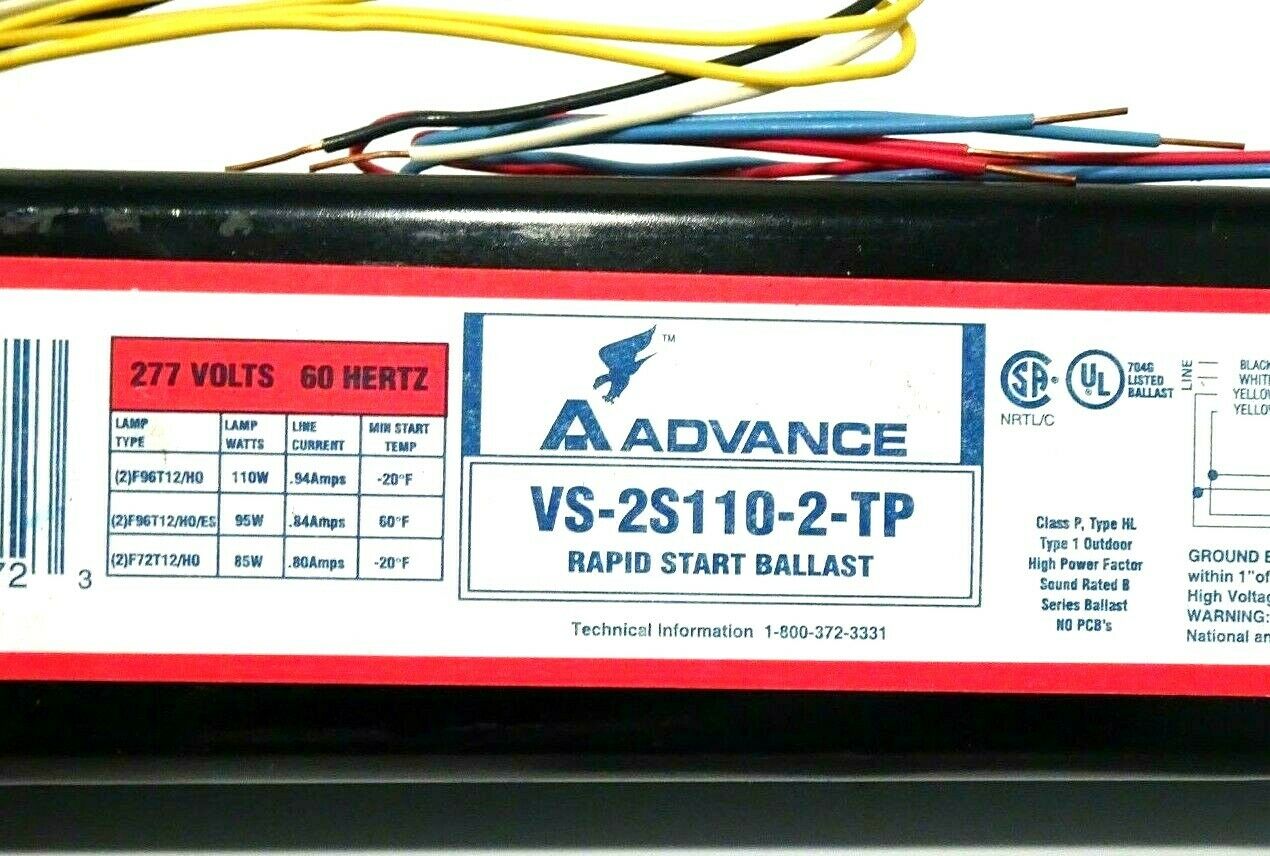 277 VOLTS 60 HERTZ
LAMP TYPE LAMP WATTS LINE CURRENT MIN START TEMP
(2)F96T12/HO 110W .94Amps -20°F
(2)F96T12/HO/ES 95W .84Amps 60°F
(2)F72T12/HO 85W .80Amps -20°F
72 3
TM
ADVANCE
VS-2S110-2-TP
RAPID START BALLAST
Technical Information 1-800-372-3331
SA
NRTL/C
UL
704G
LISTED
BALLAST
Class P, Type HL
Type 1 Outdoor
High Power Factor
Sound Rated B
Series Ballast
NO PCB's
LINE
BLACK
WHITE
YELLOW
YELLOW
GROUND
within 1" of
High Voltag
WARNING:
National an